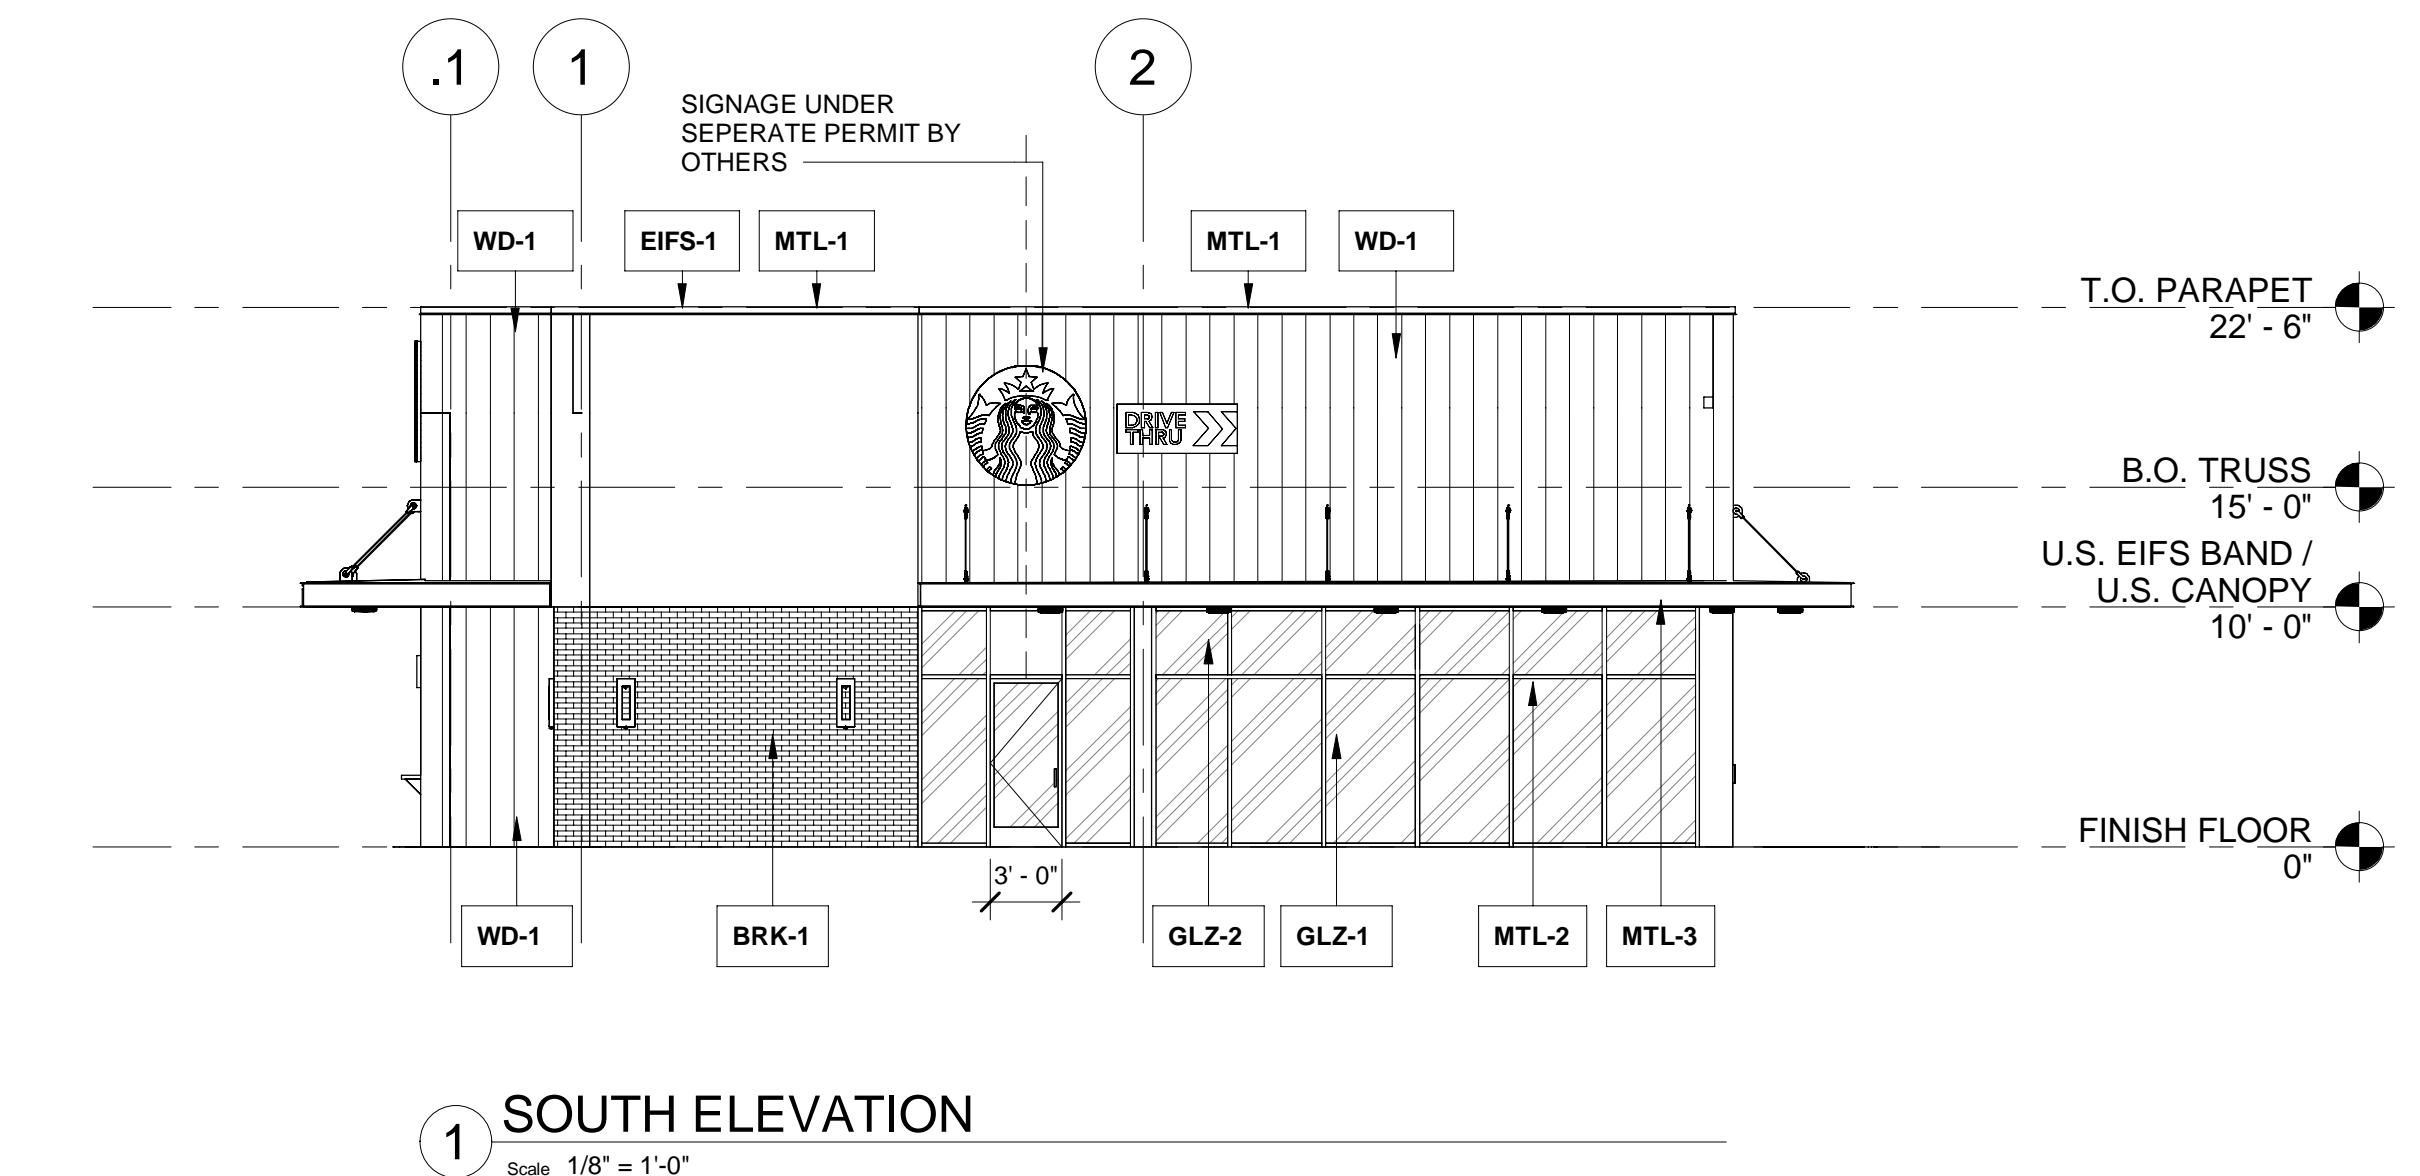 .1
1
2
SIGNAGE UNDER
SEPERATE PERMIT BY
OTHERS
WD-1
EIFS-1
MTL-1
MTL-1
WD-1
T.O. PARAPET
22' - 6"
DRIVE
THRU
B.O. TRUSS
15' - 0"
U.S. EIFS BAND /
U.S. CANOPY
10' - 0"
FINISH FLOOR
0"
3' - 0"
WD-1
BRK-1
GLZ-2
GLZ-1
MTL-2
MTL-3
1
SOUTH ELEVATION
Scale 1/8" = 1'-0"